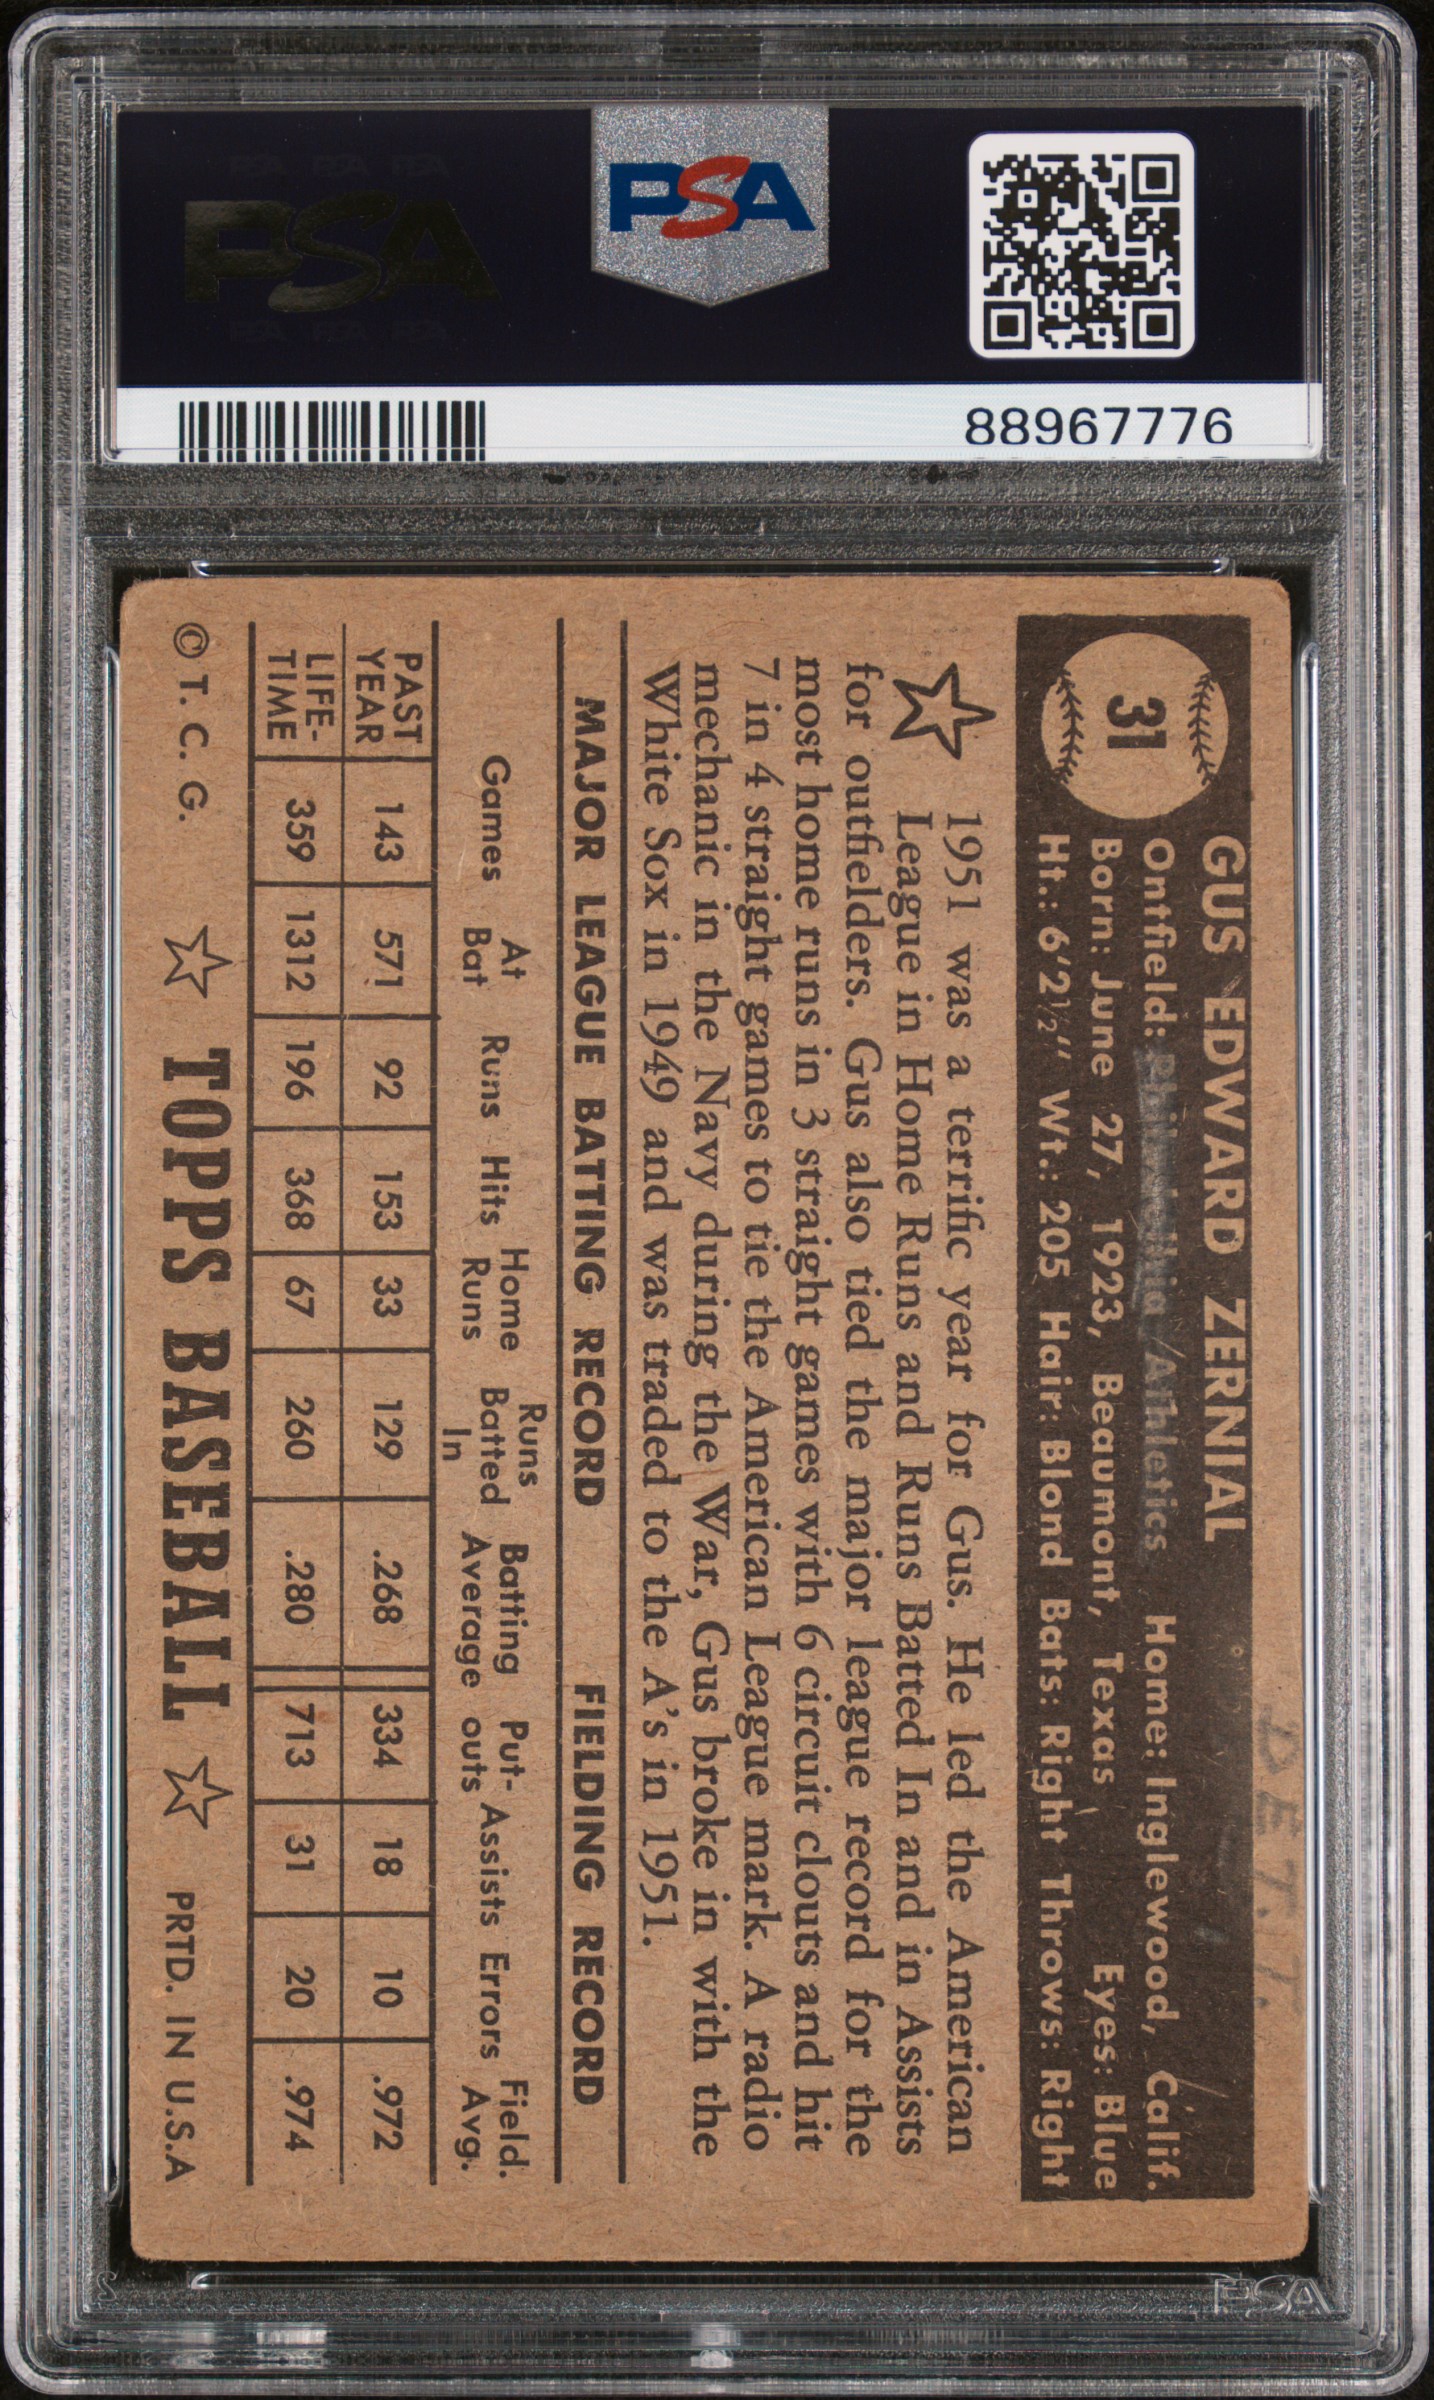 PSA
PSA
88967776
31
GUS EDWARD ZERNIAL
Outfield: Philadelphia Athletics Home: Inglewood, Calif.
Born: June 27, 1923, Beaumont, Texas Eyes: Blue
Ht.: 6'2½" Wt.: 205 Hair: Blond Bats: Right Throws: Right
DET.
1951 was a terrific year for Gus. He led the American
League in Home Runs and Runs Batted In and in Assists
for outfielders. Gus also tied the major league record for the
most home runs in 3 straight games with 6 circuit clouts and hit
7 in 4 straight games to tie the American League mark. A radio
mechanic in the Navy during the War, Gus broke in with the
White Sox in 1949 and was traded to the A's in 1951.
MAJOR LEAGUE BATTING RECORD FIELDING RECORD
Games At Bat Runs Hits Home Runs Runs Batted In Batting Average Put-outs Assists Errors Field. Avg.
PAST YEAR 143 571 92 153 33 129 .268 334 18 10 .972
LIFE-TIME 359 1312 196 368 67 260 .280 713 31 20 .974
© T. C. G. ☆ TOPPS BASEBALL ☆ PRTD. IN U.S.A
PSA